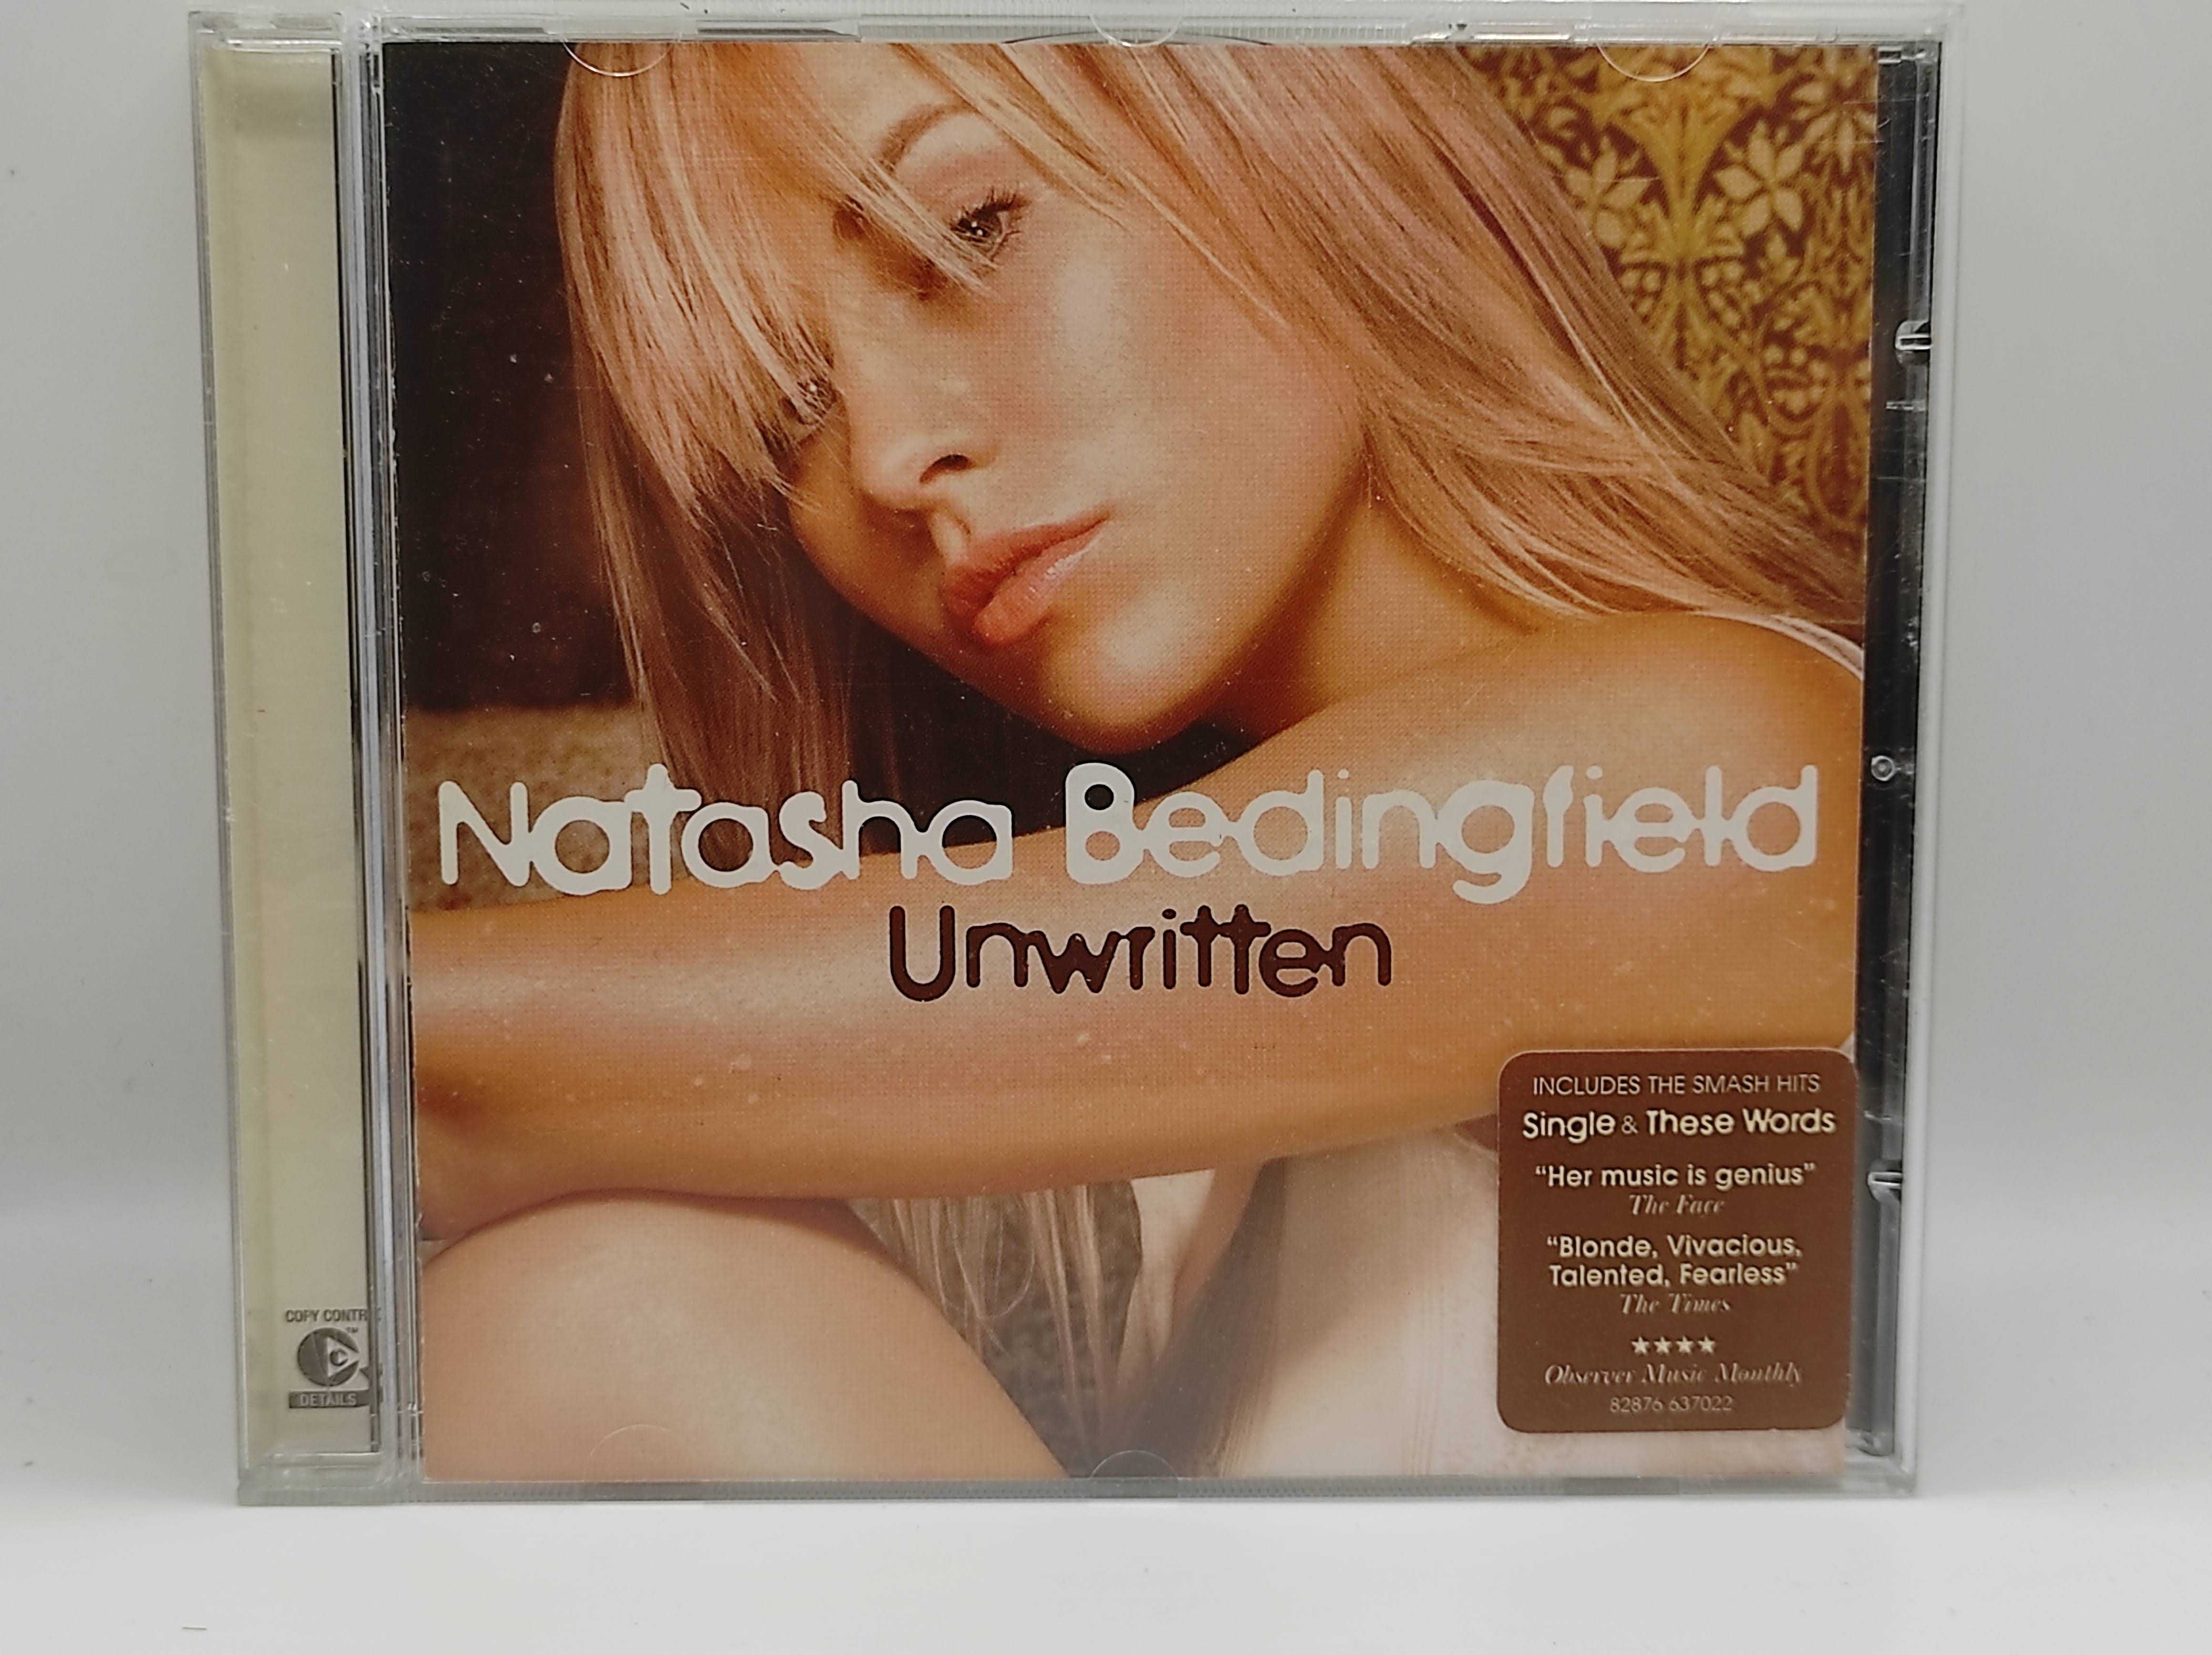 Natasha Bedingfield
Unwritten
INCLUDES THE SMASH HITS
Single & These Words
“Her music is genius”
The Face
“Blonde, Vivacious,
Talented, Fearless”
The Times
★★★★
Observer Music Monthly
82876 637022
COPY CONTR
TM
C
DETAILS